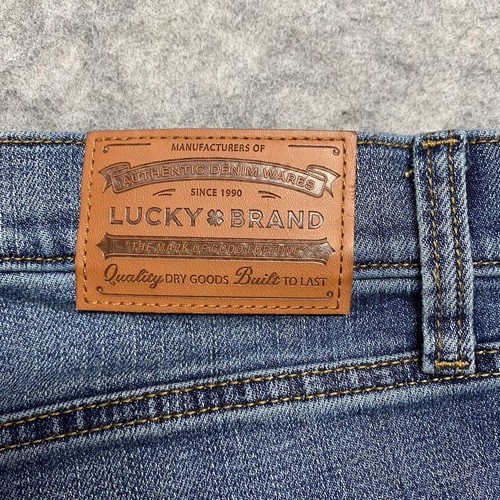 MANUFACTURERS OF
AUTHENTIC DENIM WARES
SINCE 1990
LUCKY BRAND
"THE MARK OF GOOD FORTUNE"
Quality DRY GOODS Built TO LAST